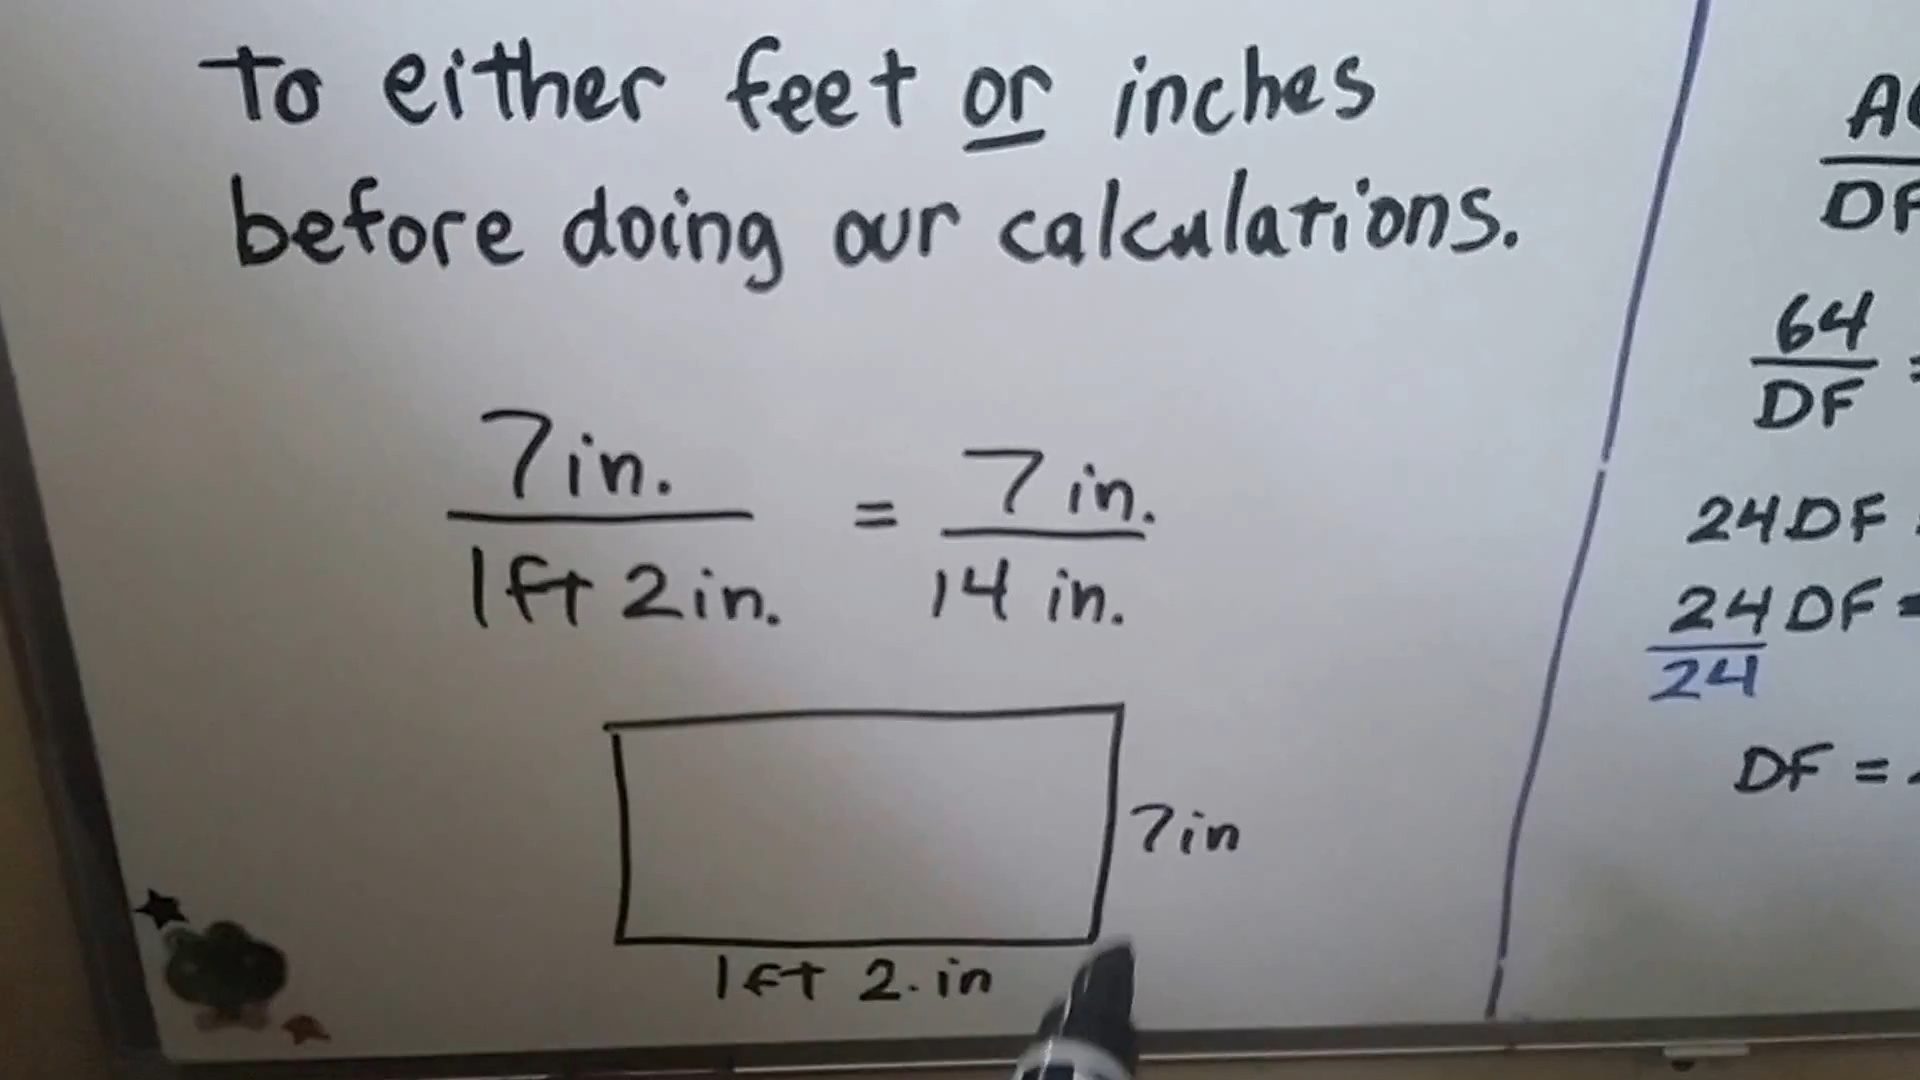 to either feet or inches
before doing our calculations.
7in. = 7 in.
1ft 2in. 14 in.
7in
1ft 2. in
64
DF
24DF
24DF
24
DF =